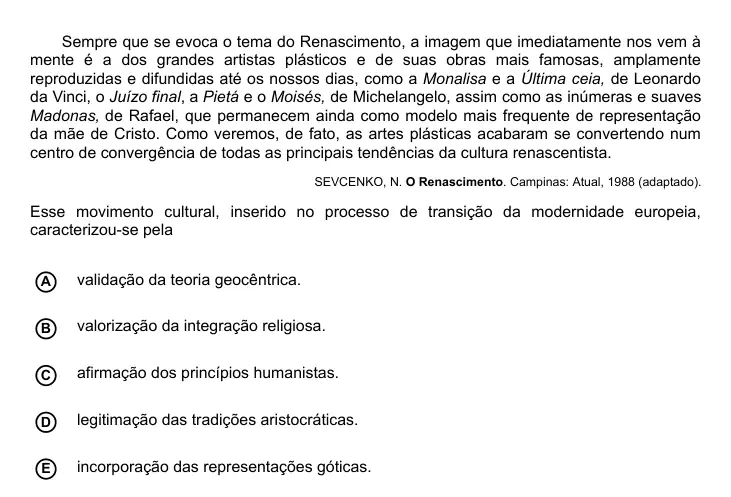 Sempre que se evoca o tema do Renascimento, a imagem que imediatamente nos vem à
mente é a dos grandes artistas plásticos e de suas obras mais famosas, amplamente
reproduzidas e difundidas até os nossos dias, como a Monalisa e a Última ceia, de Leonardo
da Vinci, o Juízo final, a Pietá e o Moisés, de Michelangelo, assim como as inúmeras e suaves
Madonas, de Rafael, que permanecem ainda como modelo mais frequente de representação
da mãe de Cristo. Como veremos, de fato, as artes plásticas acabaram se convertendo num
centro de convergência de todas as principais tendências da cultura renascentista.
SEVCENKO, N. O Renascimento. Campinas: Atual, 1988 (adaptado).
Esse movimento cultural, inserido no processo de transição da modernidade europeia,
caracterizou-se pela
A validação da teoria geocêntrica.
B valorização da integração religiosa.
C afirmação dos princípios humanistas.
D legitimação das tradições aristocráticas.
E incorporação das representações góticas.